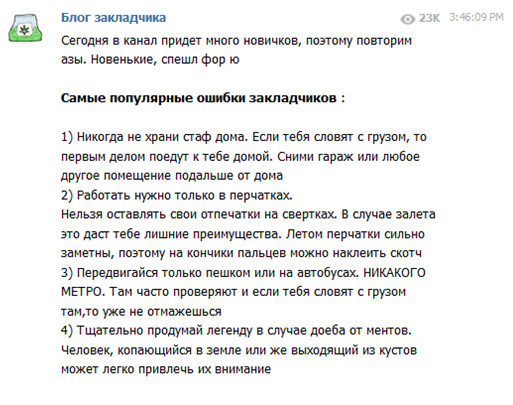 Блог закладчика 23K 3:46:09 PM
Сегодня в канал придет много новичков, поэтому повторим
азы. Новенькие, спешл фор ю
Самые популярные ошибки закладчиков :
1) Никогда не храни стаф дома. Если тебя словят с грузом, то
первым делом поедут к тебе домой. Сними гараж или любое
другое помещение подальше от дома
2) Работать нужно только в перчатках.
Нельзя оставлять свои отпечатки на свертках. В случае залета
это даст тебе лишние преимущества. Летом перчатки сильно
заметны, поэтому на кончики пальцев можно наклеить скотч
3) Передвигайся только пешком или на автобусах. НИКАКОГО
МЕТРО. Там часто проверяют и если тебя словят с грузом
там,то уже не отмажешься
4) Тщательно продумай легенду в случае доеба от ментов.
Человек, копающийся в земле или же выходящий из кустов
может легко привлечь их внимание